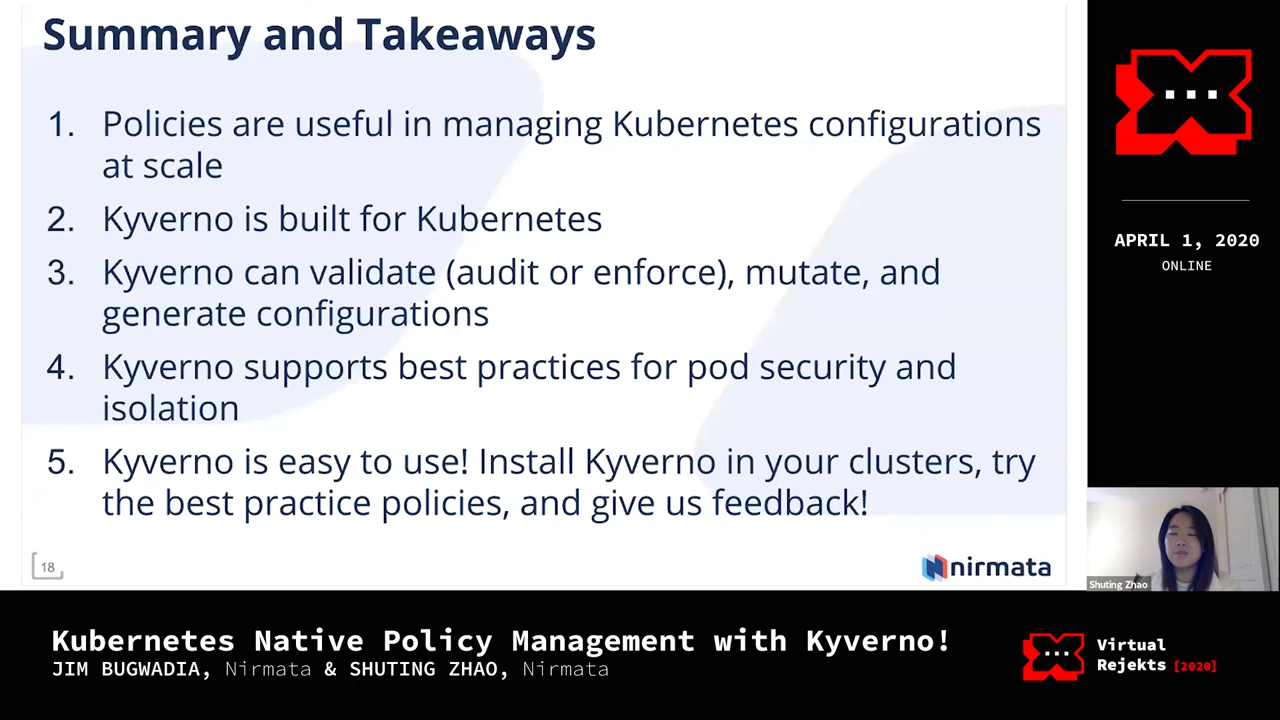 Summary and Takeaways
1. Policies are useful in managing Kubernetes configurations
at scale
2. Kyverno is built for Kubernetes
3. Kyverno can validate (audit or enforce), mutate, and
generate configurations
4. Kyverno supports best practices for pod security and
isolation
5. Kyverno is easy to use! Install Kyverno in your clusters, try
the best practice policies, and give us feedback!
18
nirmata
APRIL 1, 2020
ONLINE
Shuting Zhao
Kubernetes Native Policy Management with Kyverno!
JIM BUGWADIA, Nirmata & SHUTING ZHAO, Nirmata
Virtual
Rejekts [2020]